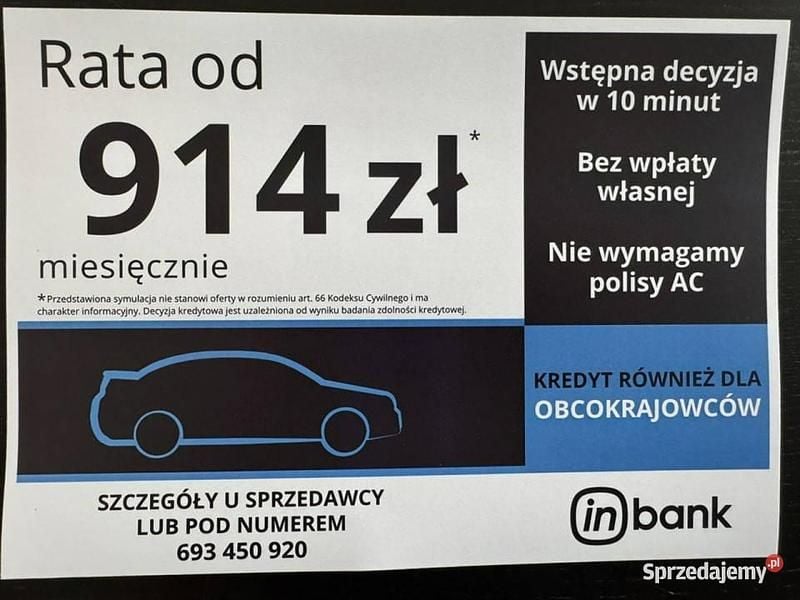 Rata od
914 zł*
miesięcznie
*Przedstawiona symulacja nie stanowi oferty w rozumieniu art. 66 Kodeksu Cywilnego i ma
charakter informacyjny. Decyzja kredytowa jest uzależniona od wyniku badania zdolności kredytowej.
Wstępna decyzja
w 10 minut
Bez wpłaty
własnej
Nie wymagamy
polisy AC
KREDYT RÓWNIEŻ DLA
OBCOKRAJOWCÓW
SZCZEGÓŁY U SPRZEDAWCY
LUB POD NUMEREM
693 450 920
inbank
Sprzedajemy.pl